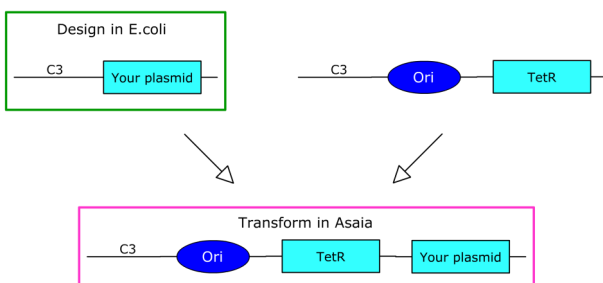 Design in E.coli
C3
Your plasmid
C3
Ori
TetR
Transform in Asaia
C3
Ori
TetR
Your plasmid